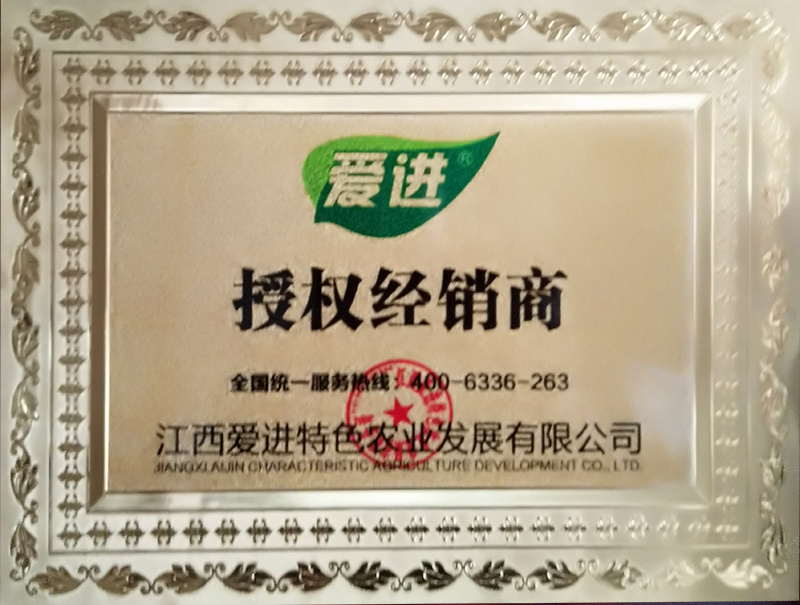 爱进®
授权经销商
全国统一服务热线：400-6336-263
江西爱进特色农业发展有限公司
JIANGXI AIJIN CHARACTERISTIC AGRICULTURE DEVELOPMENT CO., LTD.